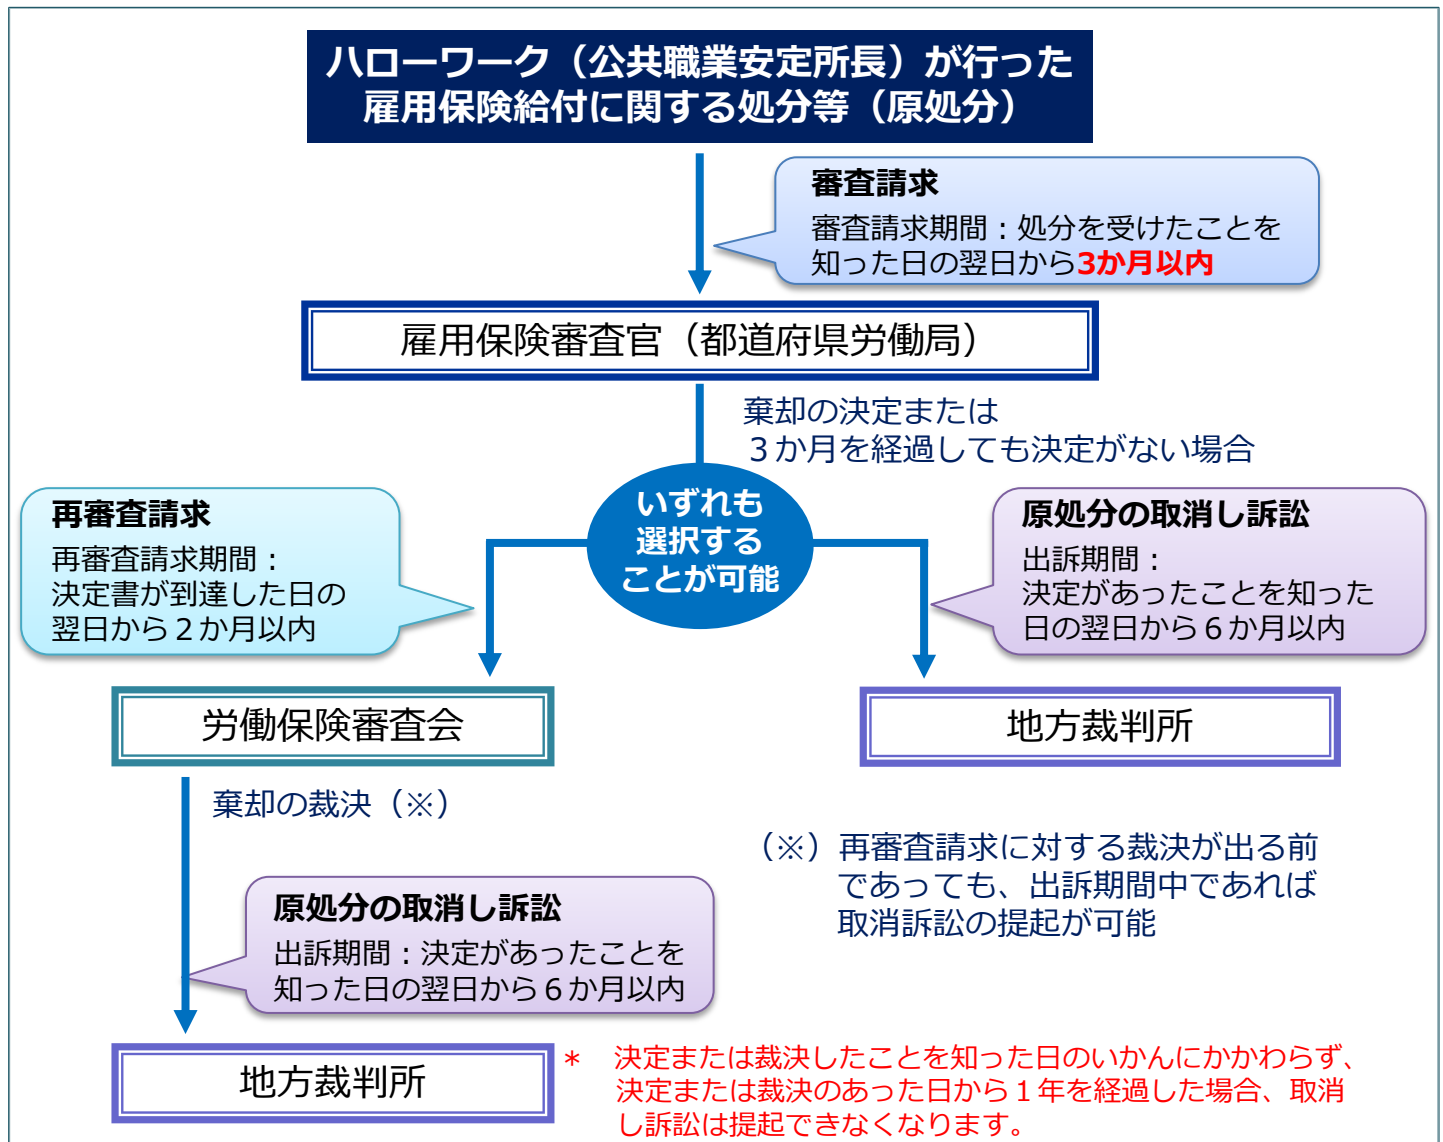 ハローワーク（公共職業安定所長）が行った
雇用保険給付に関する処分等（原処分）
審査請求
審査請求期間：処分を受けたことを
知った日の翌日から3か月以内
雇用保険審査官（都道府県労働局）
棄却の決定または
３か月を経過しても決定がない場合
いずれも
選択する
ことが可能
再審査請求
再審査請求期間：
決定書が到達した日の
翌日から２か月以内
原処分の取消し訴訟
出訴期間：
決定があったことを知った
日の翌日から６か月以内
労働保険審査会
地方裁判所
棄却の裁決（※）
（※）再審査請求に対する裁決が出る前
であっても、出訴期間中であれば
取消訴訟の提起が可能
原処分の取消し訴訟
出訴期間：決定があったことを
知った日の翌日から６か月以内
地方裁判所
＊　決定または裁決したことを知った日のいかんにかかわらず、
決定または裁決のあった日から１年を経過した場合、取消
し訴訟は提起できなくなります。